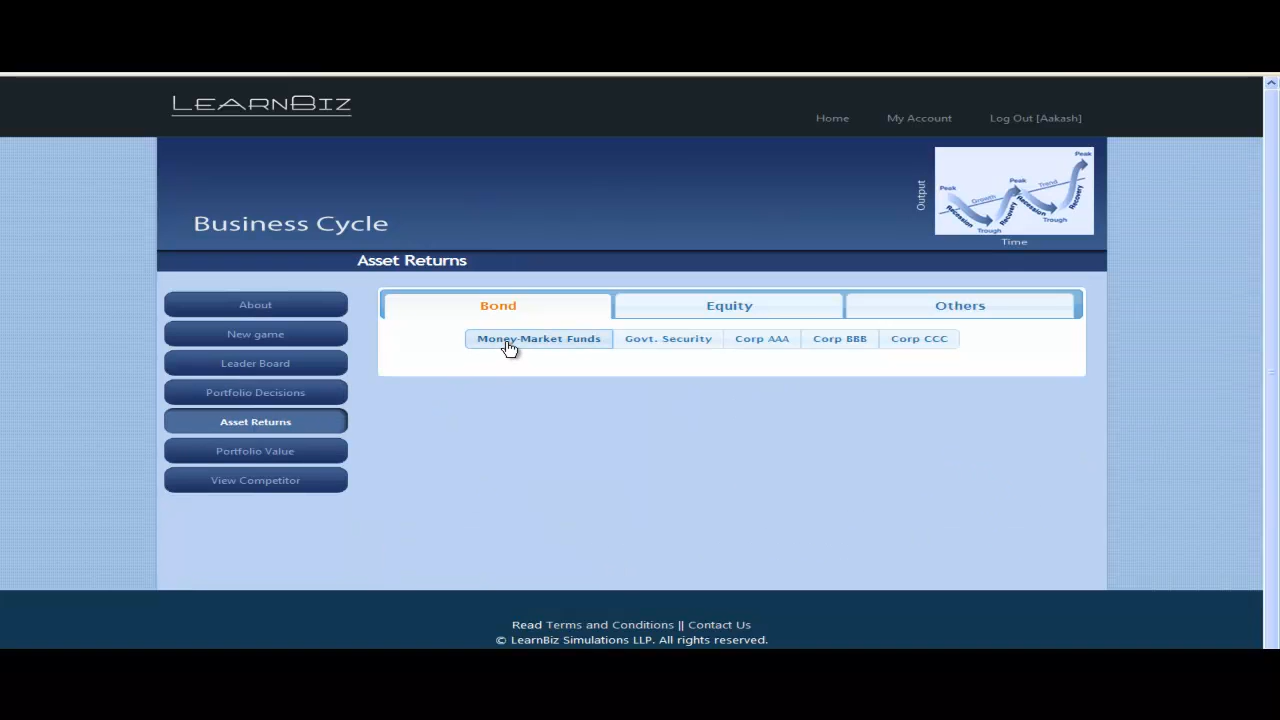 LEARNBIZ
Home My Account Log Out [Aakash]
Business Cycle
Output
Peak
Peak
Peak
Growth
Trend
Recession
Recovery
Recession
Recovery
Trough
Trough
Time
Asset Returns
About
New game
Leader Board
Portfolio Decisions
Asset Returns
Portfolio Value
View Competitor
Bond Equity Others
Money-Market Funds Govt. Security Corp AAA Corp BBB Corp CCC
Read Terms and Conditions || Contact Us
© LearnBiz Simulations LLP. All rights reserved.